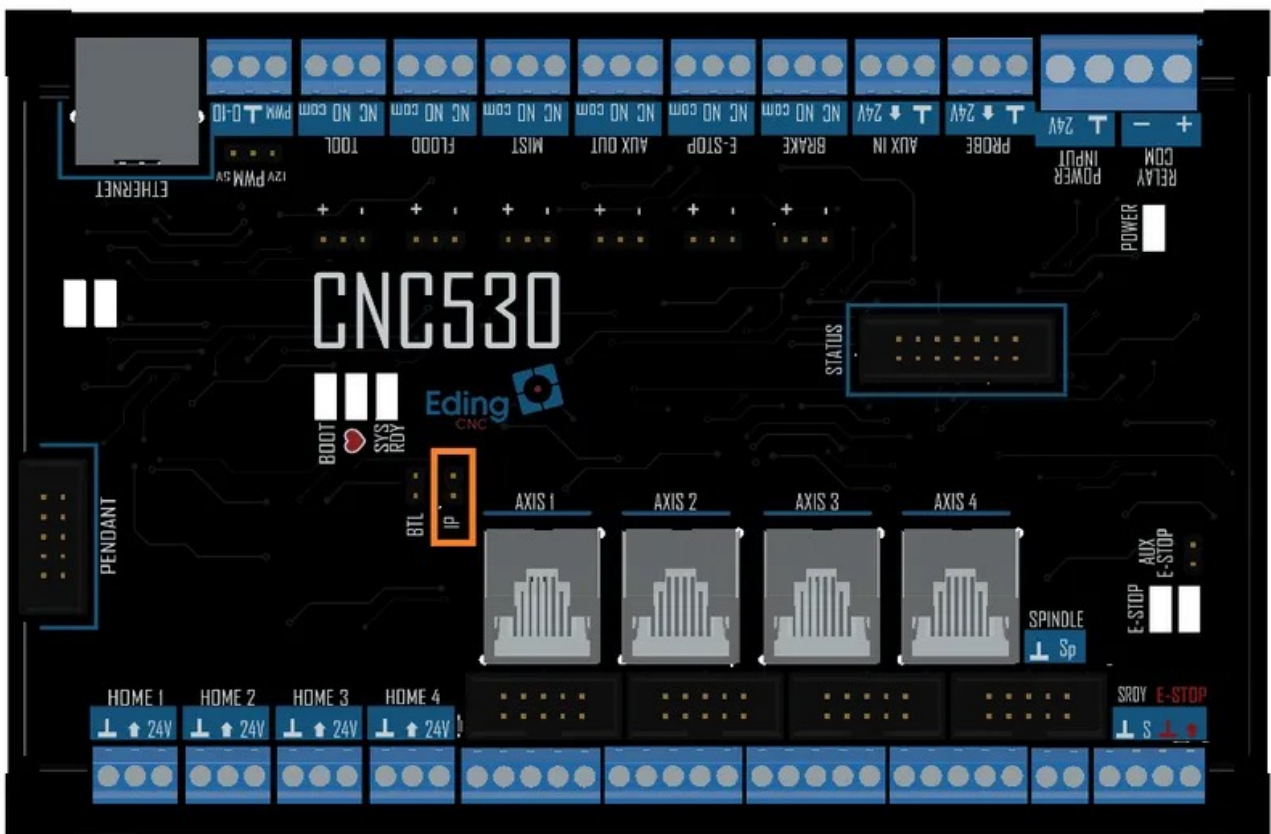 0-10 ⊥ PWM
com NO NC
com NO NC
com NO NC
com NO NC
com NO NC
com NO NC
24V ⬆ ⊥
24V ⬆ ⊥
24V ⊥
- +
ETHERNET
5V PWM 12V
TOOL
FLOOD
MIST
AUX OUT
E-STOP
BRAKE
AUX IN
PROBE
POWER
INPUT
RELAY
COM
+ -
+ -
+ -
+ -
+ -
+ -
POWER
CNC530
STATUS
BOOT
❤
SYS
RDY
Eding
CNC
BTL
IP
PENDANT
AXIS 1
AXIS 2
AXIS 3
AXIS 4
AUX
E-STOP
E-STOP
SPINDLE
⊥ Sp
HOME 1
HOME 2
HOME 3
HOME 4
⊥ ⬆ 24V
⊥ ⬆ 24V
⊥ ⬆ 24V
⊥ ⬆ 24V
SRDY E-STOP
⊥ S ⊥ ⬆